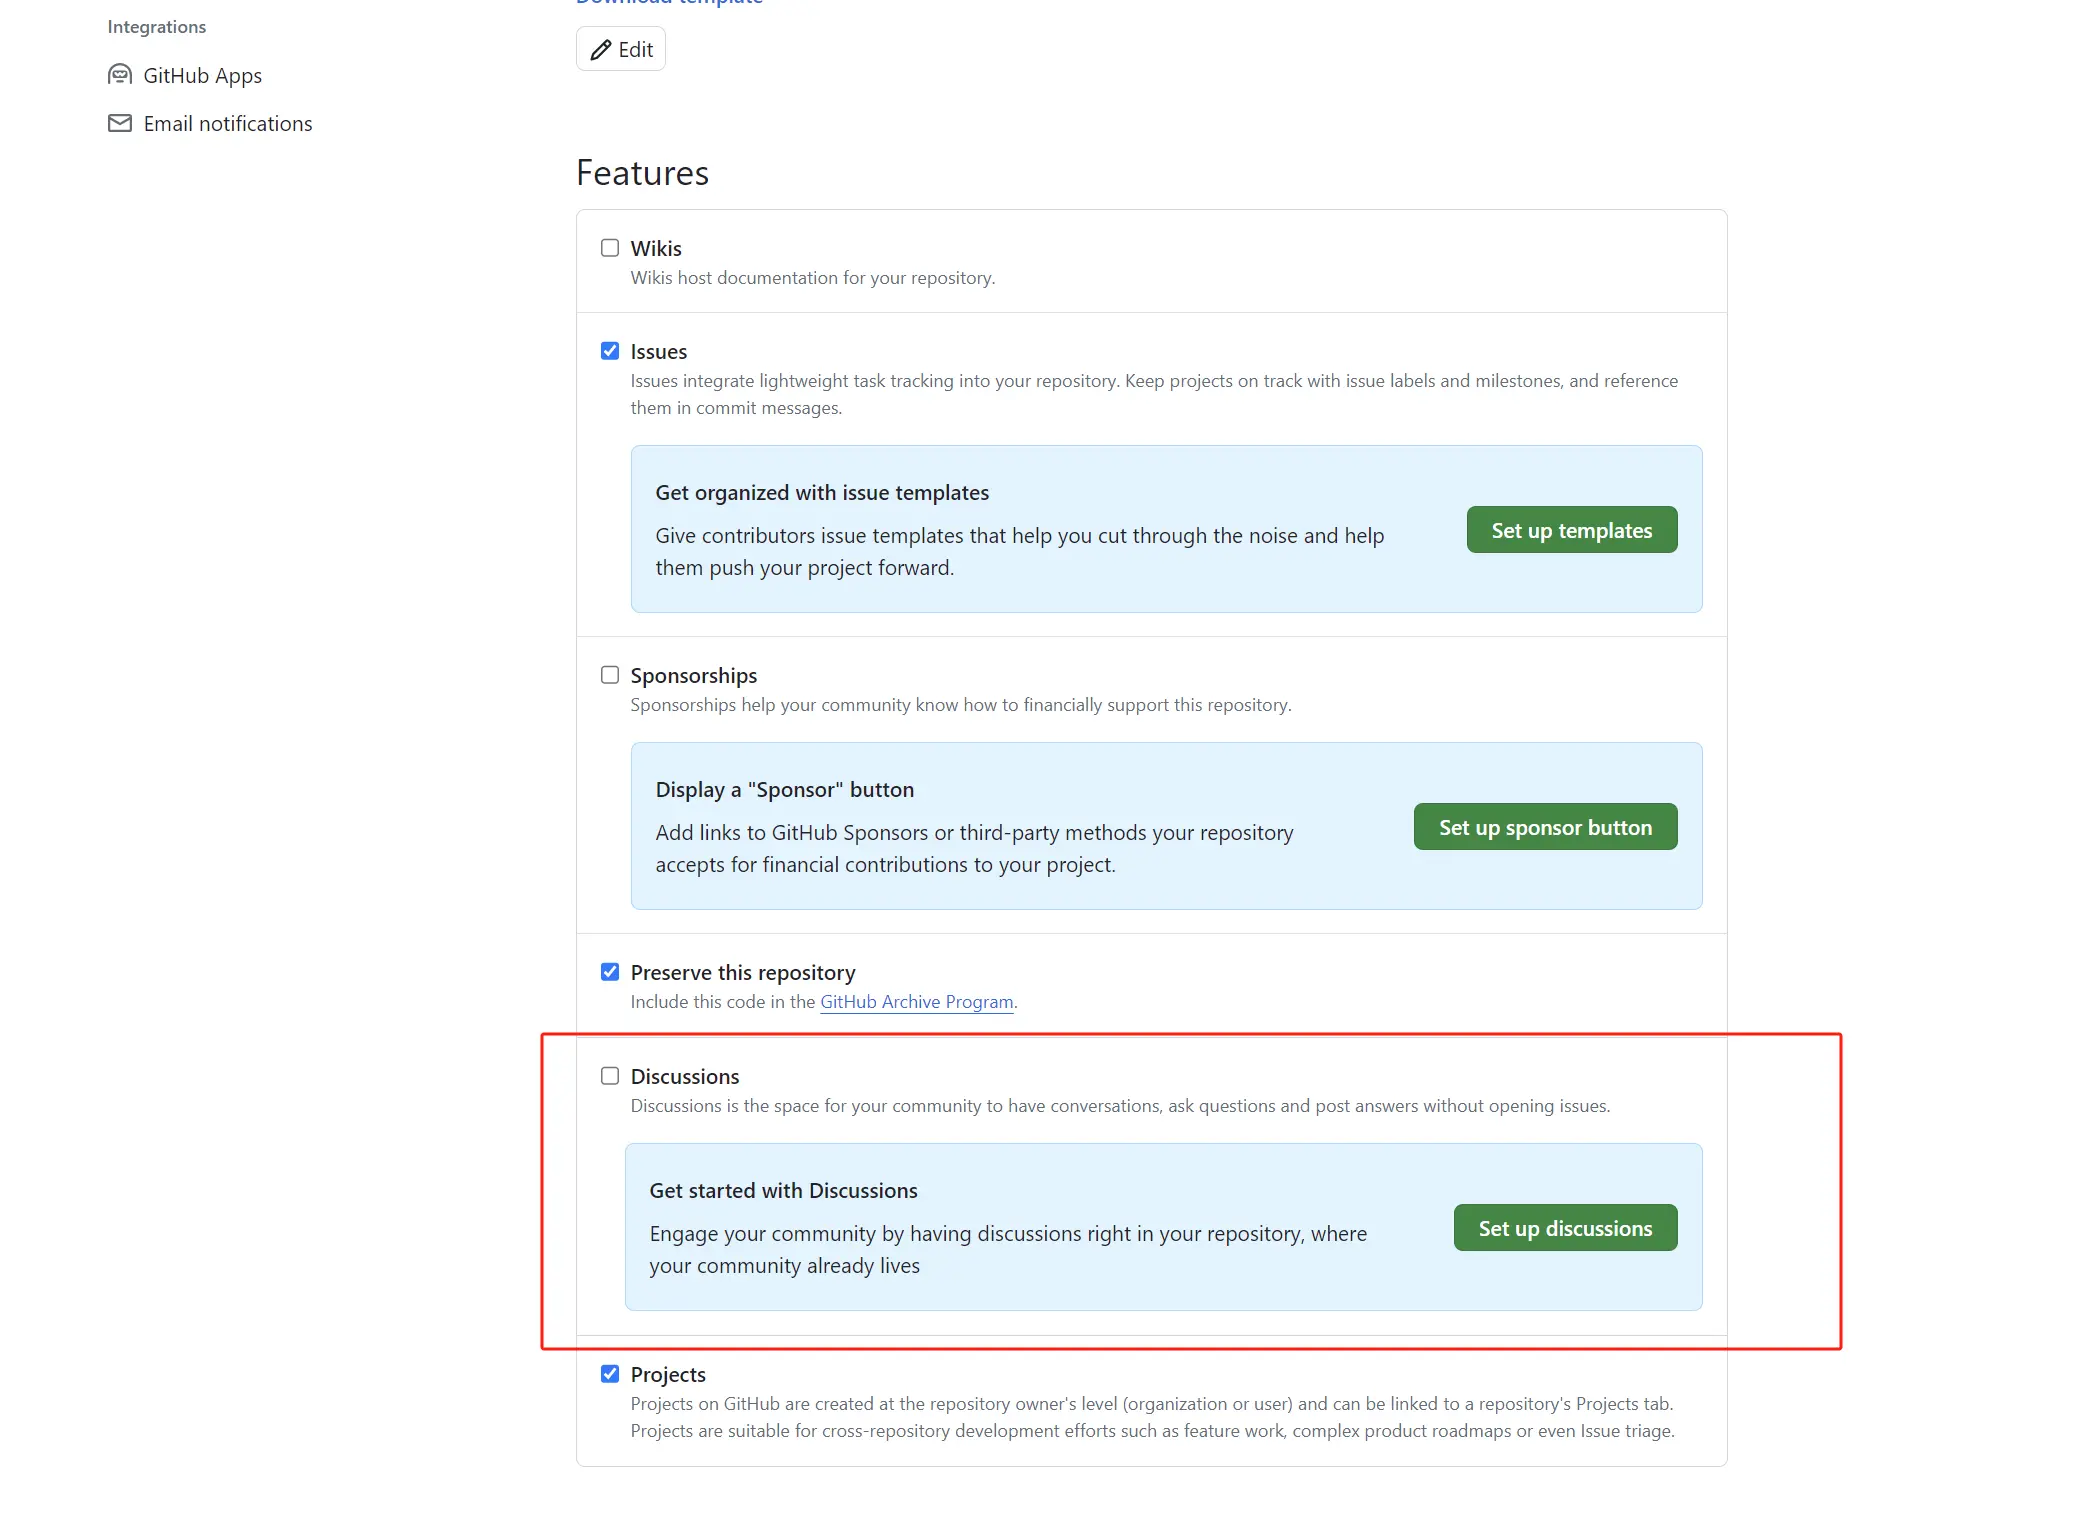 Integrations
GitHub Apps
Email notifications
Download template
Edit
Features
Wikis
Wikis host documentation for your repository.
Issues
Issues integrate lightweight task tracking into your repository. Keep projects on track with issue labels and milestones, and reference
them in commit messages.
Get organized with issue templates
Give contributors issue templates that help you cut through the noise and help
them push your project forward.
Set up templates
Sponsorships
Sponsorships help your community know how to financially support this repository.
Display a "Sponsor" button
Add links to GitHub Sponsors or third-party methods your repository
accepts for financial contributions to your project.
Set up sponsor button
Preserve this repository
Include this code in the GitHub Archive Program.
Discussions
Discussions is the space for your community to have conversations, ask questions and post answers without opening issues.
Get started with Discussions
Engage your community by having discussions right in your repository, where
your community already lives
Set up discussions
Projects
Projects on GitHub are created at the repository owner's level (organization or user) and can be linked to a repository's Projects tab.
Projects are suitable for cross-repository development efforts such as feature work, complex product roadmaps or even Issue triage.